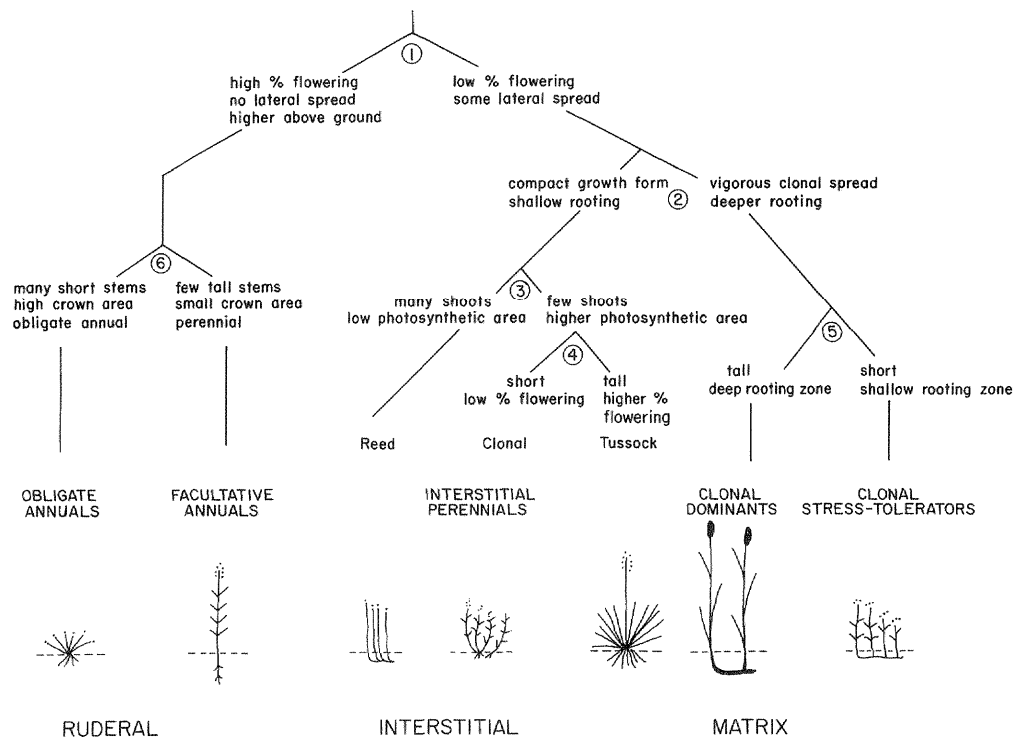 1
high % flowering
no lateral spread
higher above ground
low % flowering
some lateral spread
compact growth form
shallow rooting
2
vigorous clonal spread
deeper rooting
6
many short stems
high crown area
obligate annual
few tall stems
small crown area
perennial
3
many shoots
low photosynthetic area
few shoots
higher photosynthetic area
4
short
low % flowering
tall
higher %
flowering
5
tall
deep rooting zone
short
shallow rooting zone
Reed
Clonal
Tussock
OBLIGATE
ANNUALS
FACULTATIVE
ANNUALS
INTERSTITIAL
PERENNIALS
CLONAL
DOMINANTS
CLONAL
STRESS-TOLERATORS
RUDERAL
INTERSTITIAL
MATRIX